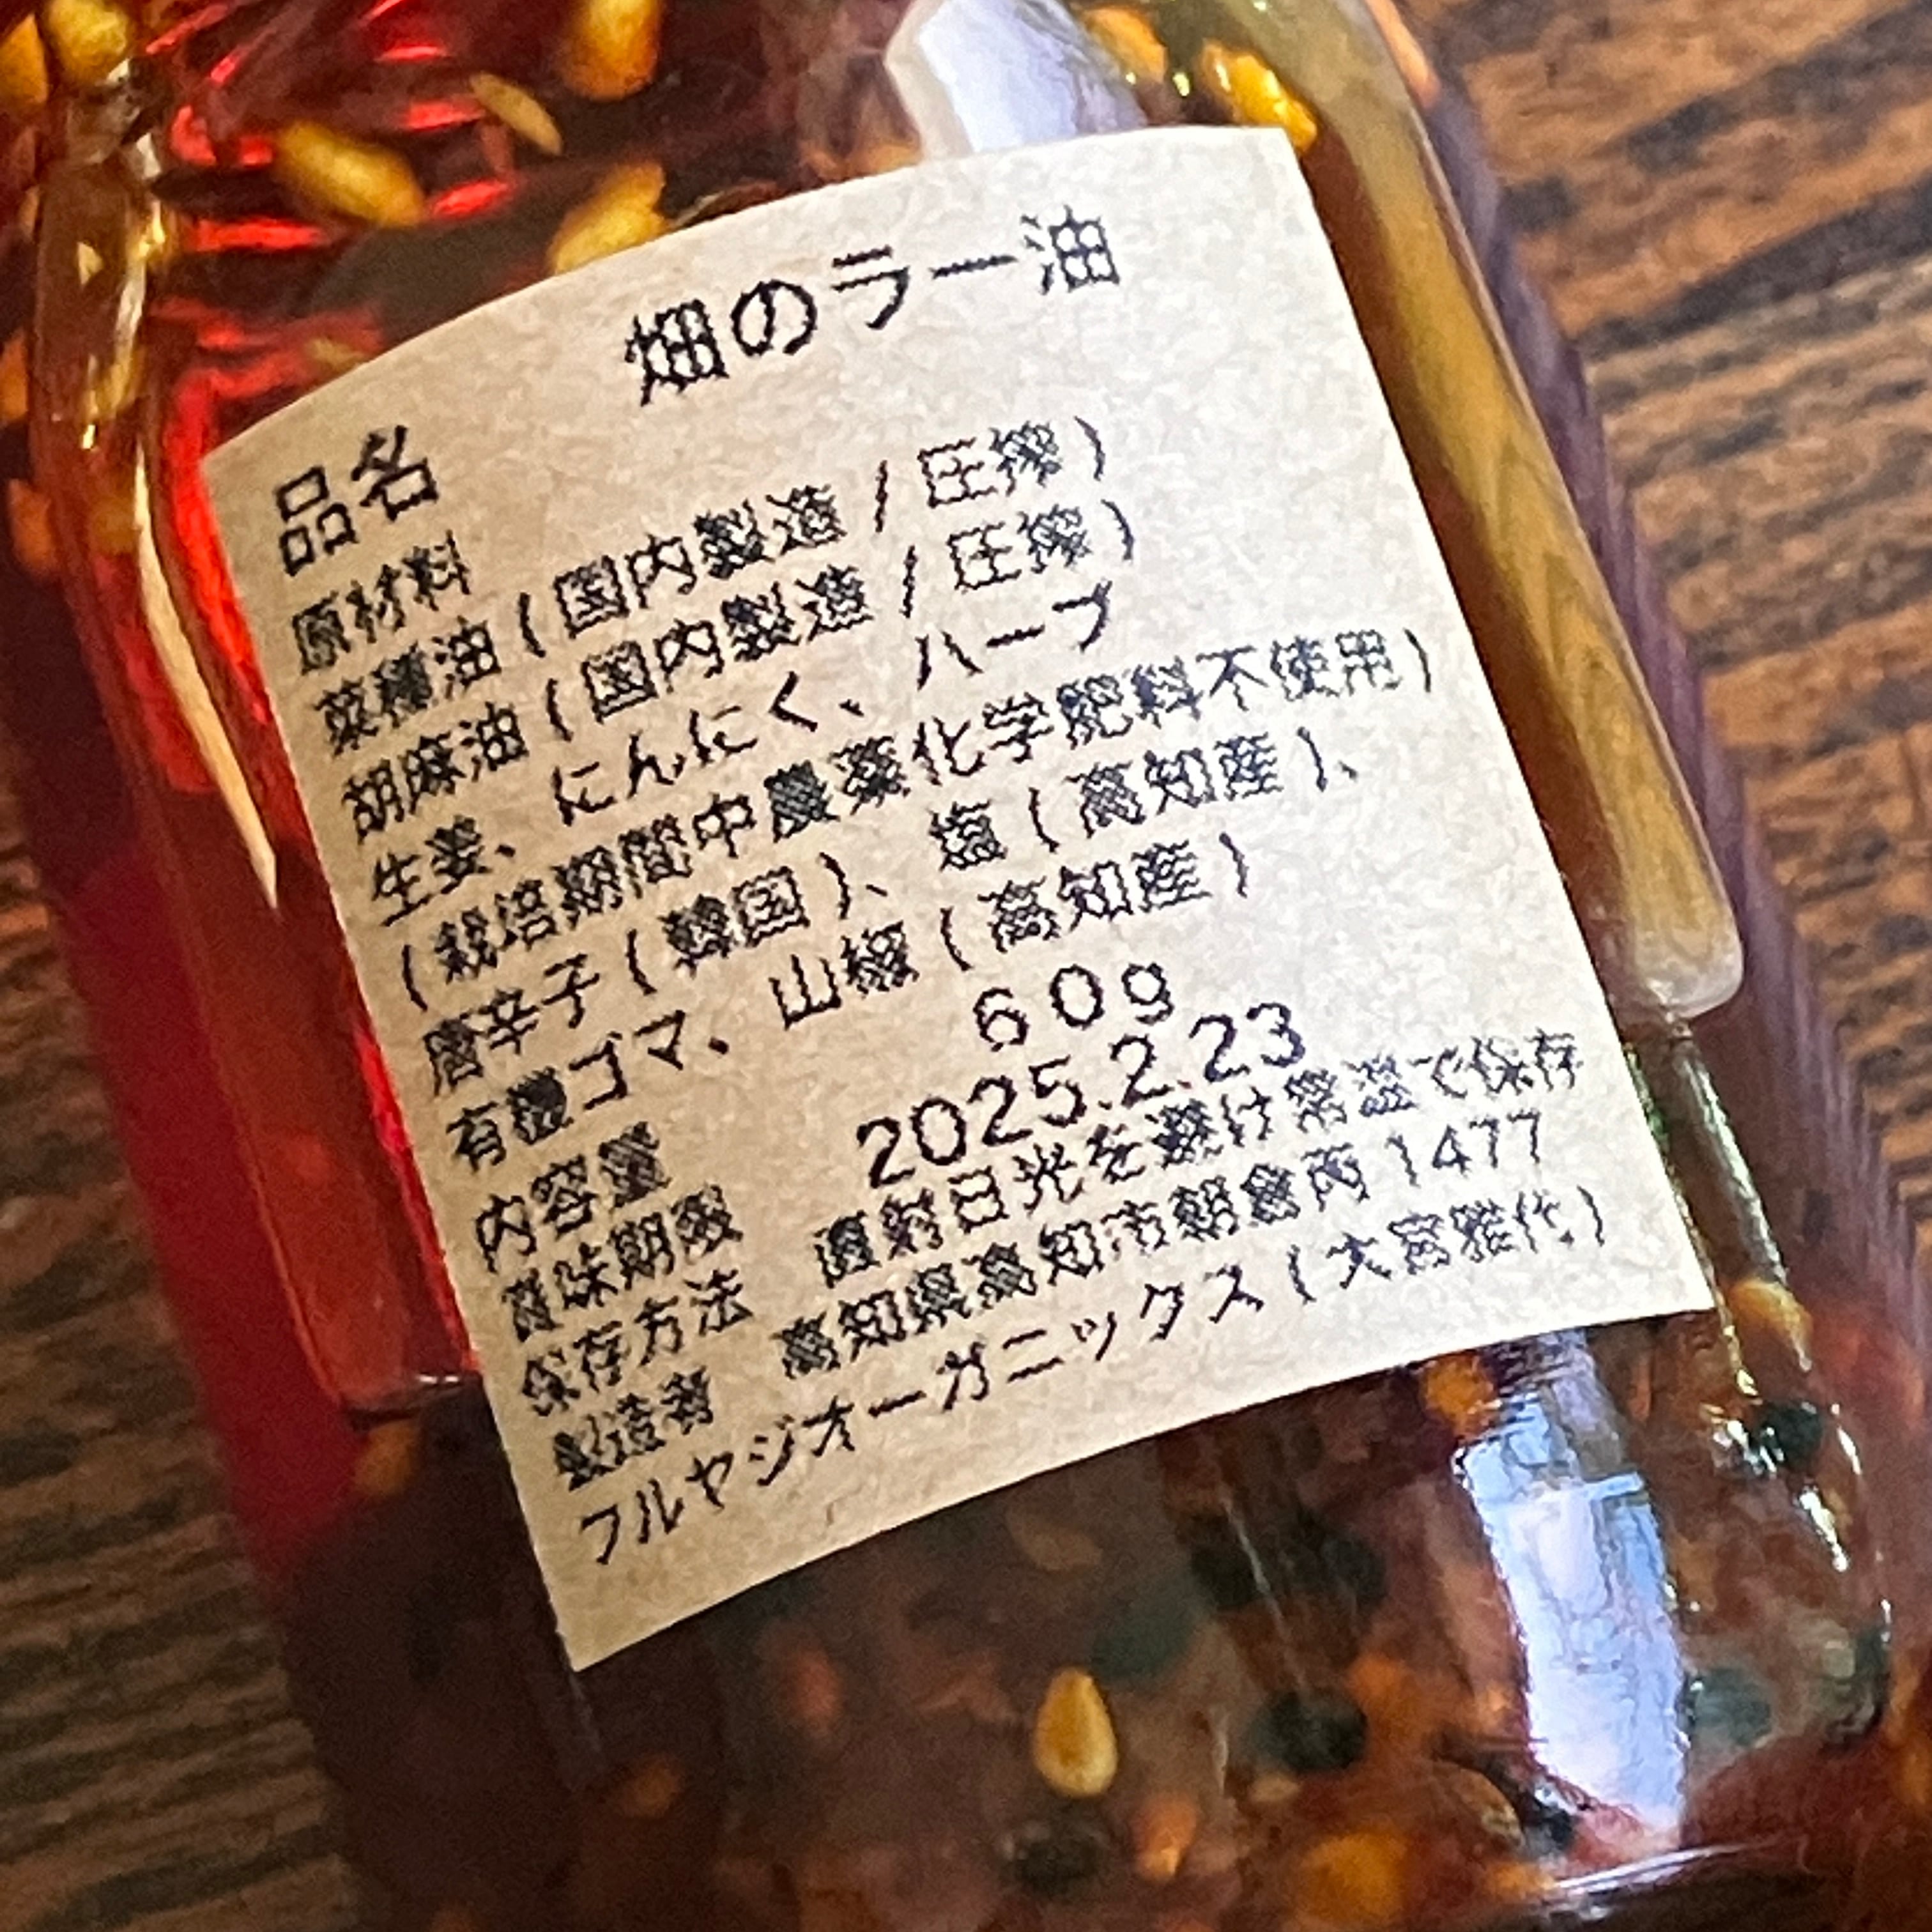 品名 畑のラー油
原材料
菜種油(国内製造/圧搾)
胡麻油(国内製造/圧搾)
生姜、にんにく、ハーブ
(栽培期間中農薬化学肥料不使用)
唐辛子(韓国)、塩(高知産)、
有機ゴマ、山椒(高知産)
内容量 60g
賞味期限 2025.2.23
保存方法 直射日光を避け常温で保存
製造者 高知県高知市朝倉丙1477
フルヤジオーガニックス(大宮雅代)